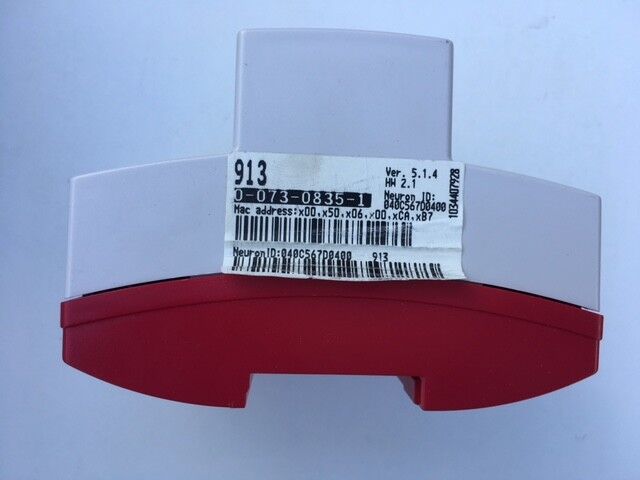 913
0-073-0835-1
Mac address:x00,x50,x06,x00,xCA,xB7
NeuronID:040C567D0400 913
Ver. 5.1.4
HW 2.1
Neuron ID:
040C567D0400
1034407928